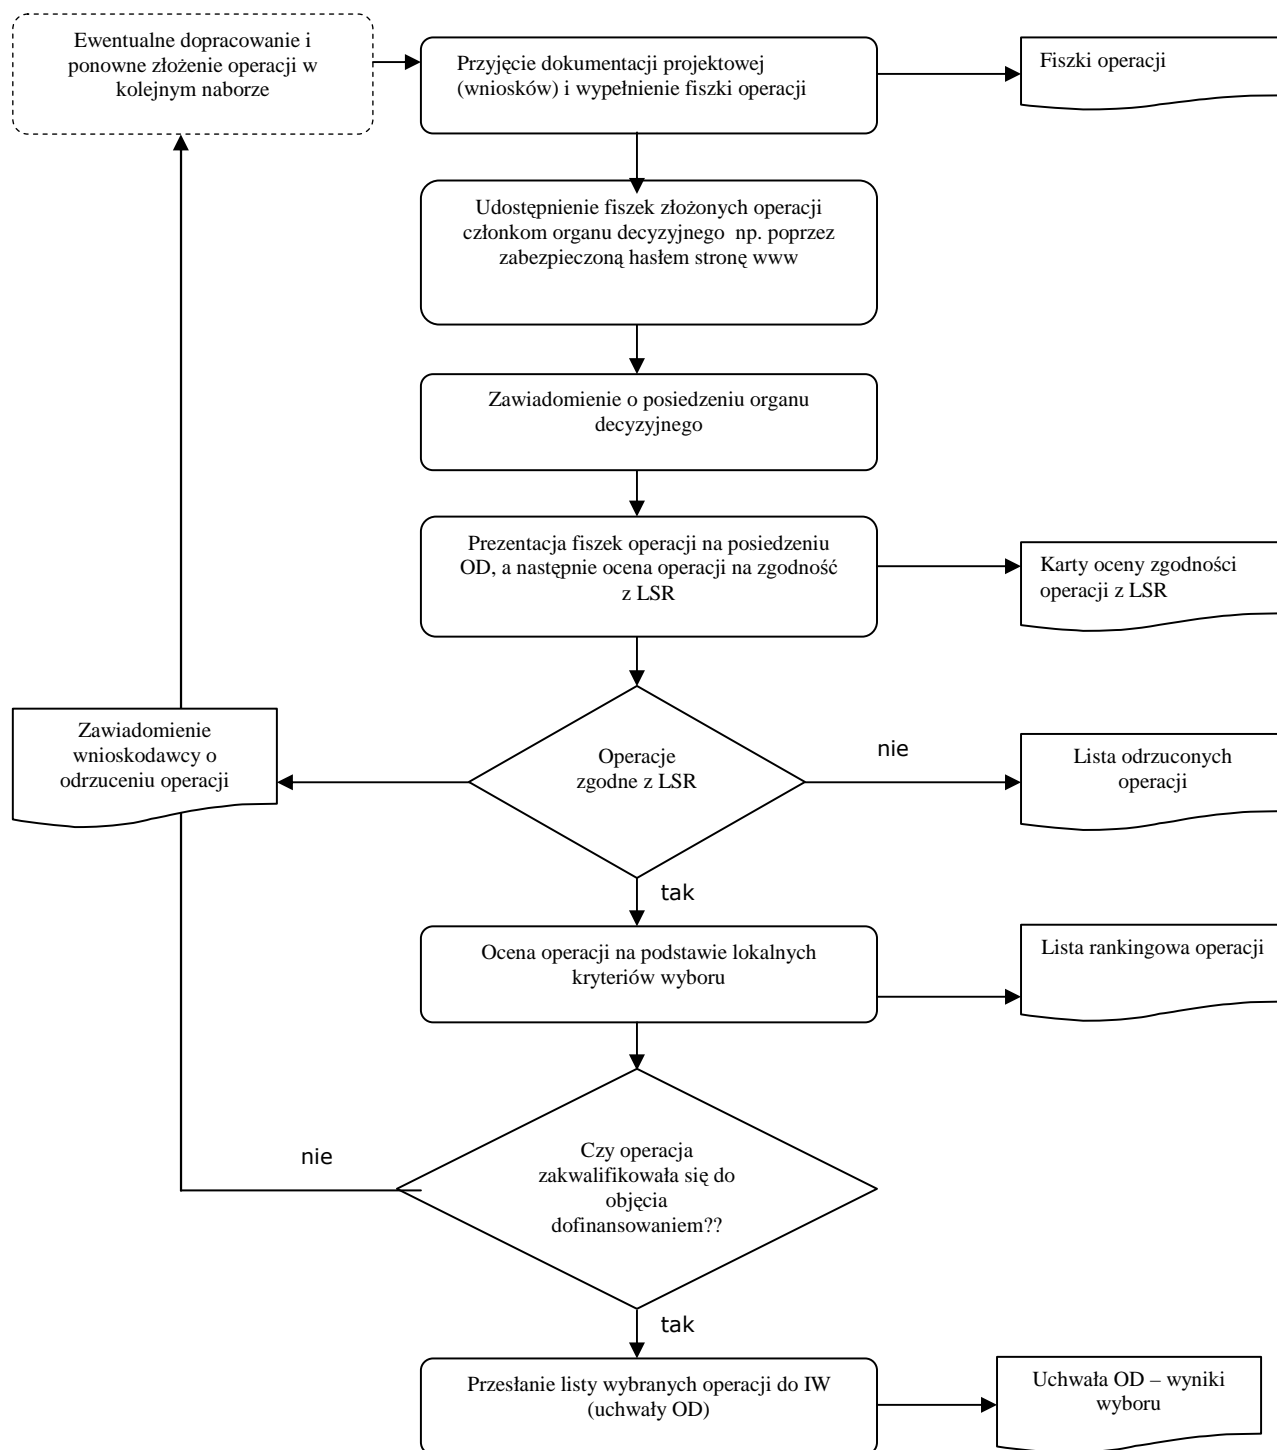 Ewentualne dopracowanie i
ponowne złożenie operacji w
kolejnym naborze
Przyjęcie dokumentacji projektowej
(wniosków) i wypełnienie fiszki operacji
Fiszki operacji
Udostępnienie fiszek złożonych operacji
członkom organu decyzyjnego  np. poprzez
zabezpieczoną hasłem stronę www
Zawiadomienie o posiedzeniu organu
decyzyjnego
Prezentacja fiszek operacji na posiedzeniu
OD, a następnie ocena operacji na zgodność
z LSR
Karty oceny zgodności
operacji z LSR
Zawiadomienie
wnioskodawcy o
odrzuceniu operacji
Operacje
zgodne z LSR
nie
Lista odrzuconych
operacji
tak
Ocena operacji na podstawie lokalnych
kryteriów wyboru
Lista rankingowa operacji
nie
Czy operacja
zakwalifikowała się do
objęcia
dofinansowaniem??
tak
Przesłanie listy wybranych operacji do IW
(uchwały OD)
Uchwała OD – wyniki
wyboru